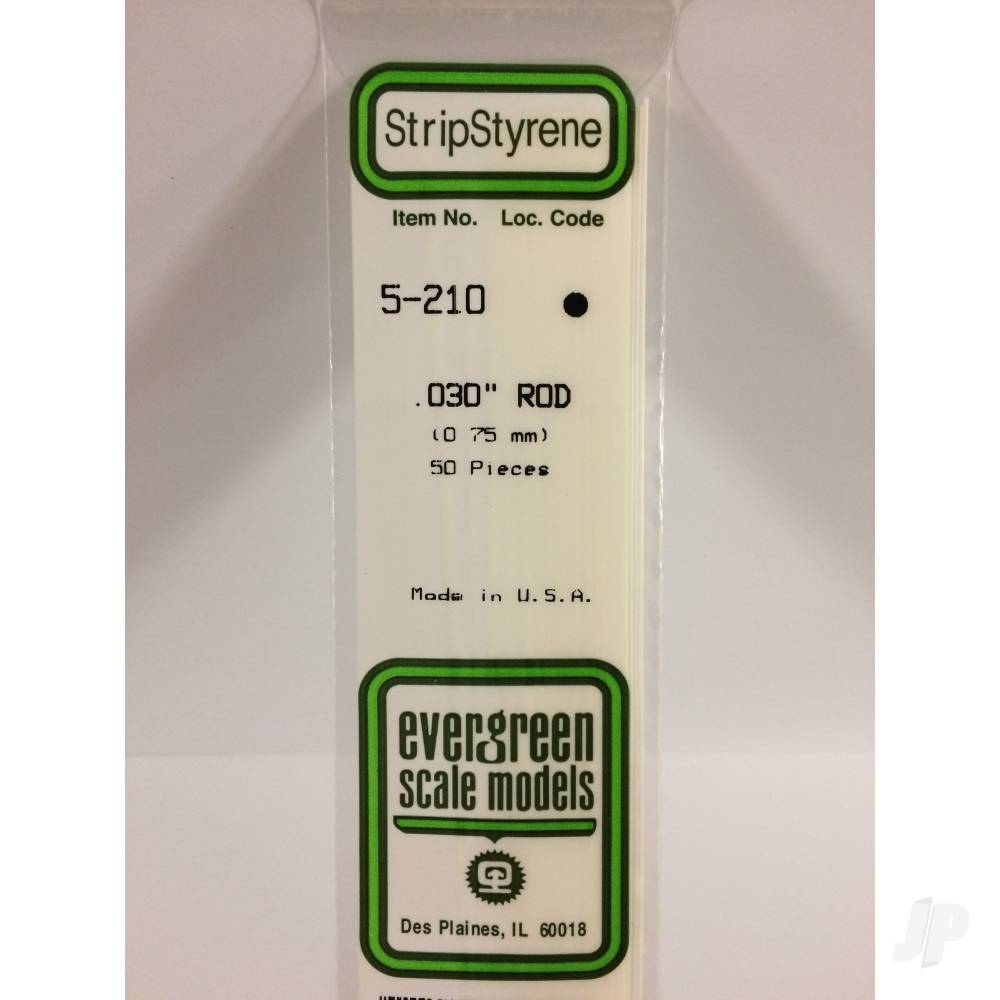 StripStyrene
Item No. Loc. Code
5-210
.030" ROD
(0 75 mm)
50 Pieces
Made in U.S.A.
evergreen
scale models
Des Plaines, IL 60018
JP